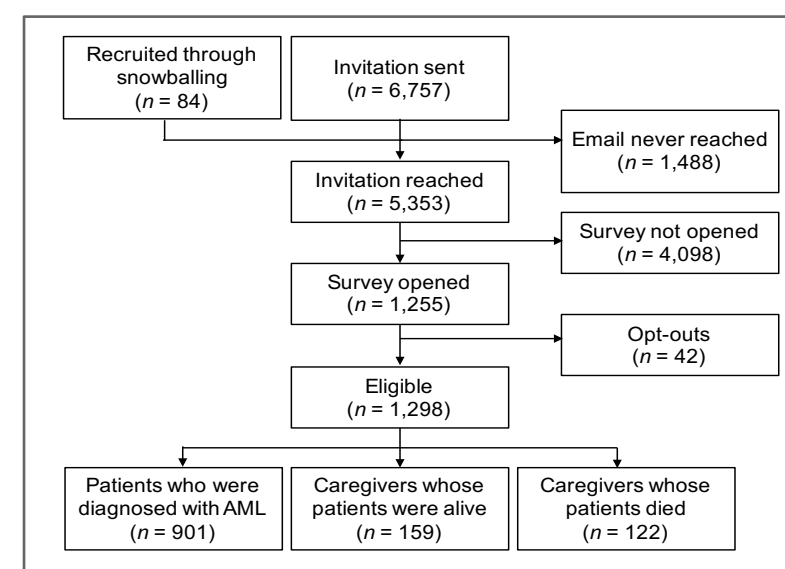 Recruited through
snowballing
(n = 84)
Invitation sent
(n = 6,757)
Email never reached
(n = 1,488)
Invitation reached
(n = 5,353)
Survey not opened
(n = 4,098)
Survey opened
(n = 1,255)
Opt-outs
(n = 42)
Eligible
(n = 1,298)
Patients who were
diagnosed with AML
(n = 901)
Caregivers whose
patients were alive
(n = 159)
Caregivers whose
patients died
(n = 122)